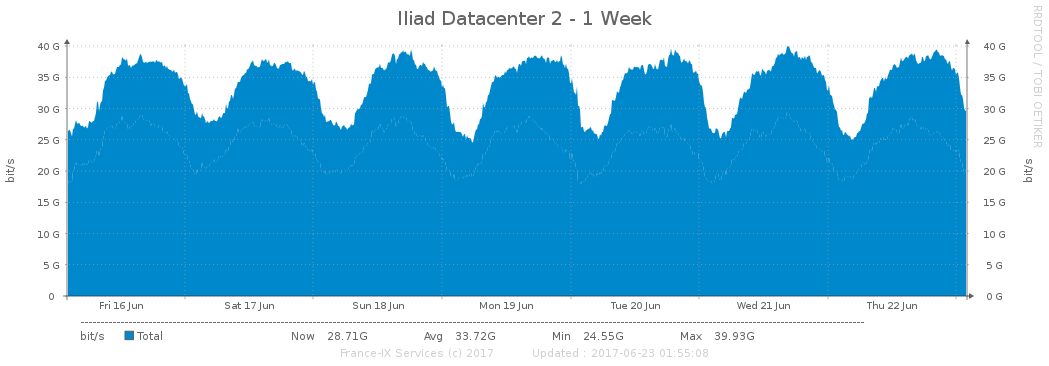 Iliad Datacenter 2 - 1 Week
RRDTOOL / TOBI OETIKER
40 G 40 G
35 G 35 G
30 G 30 G
25 G 25 G
20 G 20 G
15 G 15 G
10 G 10 G
5 G 5 G
0 0 G
bit/s bit/s
Fri 16 Jun Sat 17 Jun Sun 18 Jun Mon 19 Jun Tue 20 Jun Wed 21 Jun Thu 22 Jun
bit/s Total Now 28.71G Avg 33.72G Min 24.55G Max 39.93G
France-IX Services (c) 2017 Updated : 2017-06-23 01:55:08